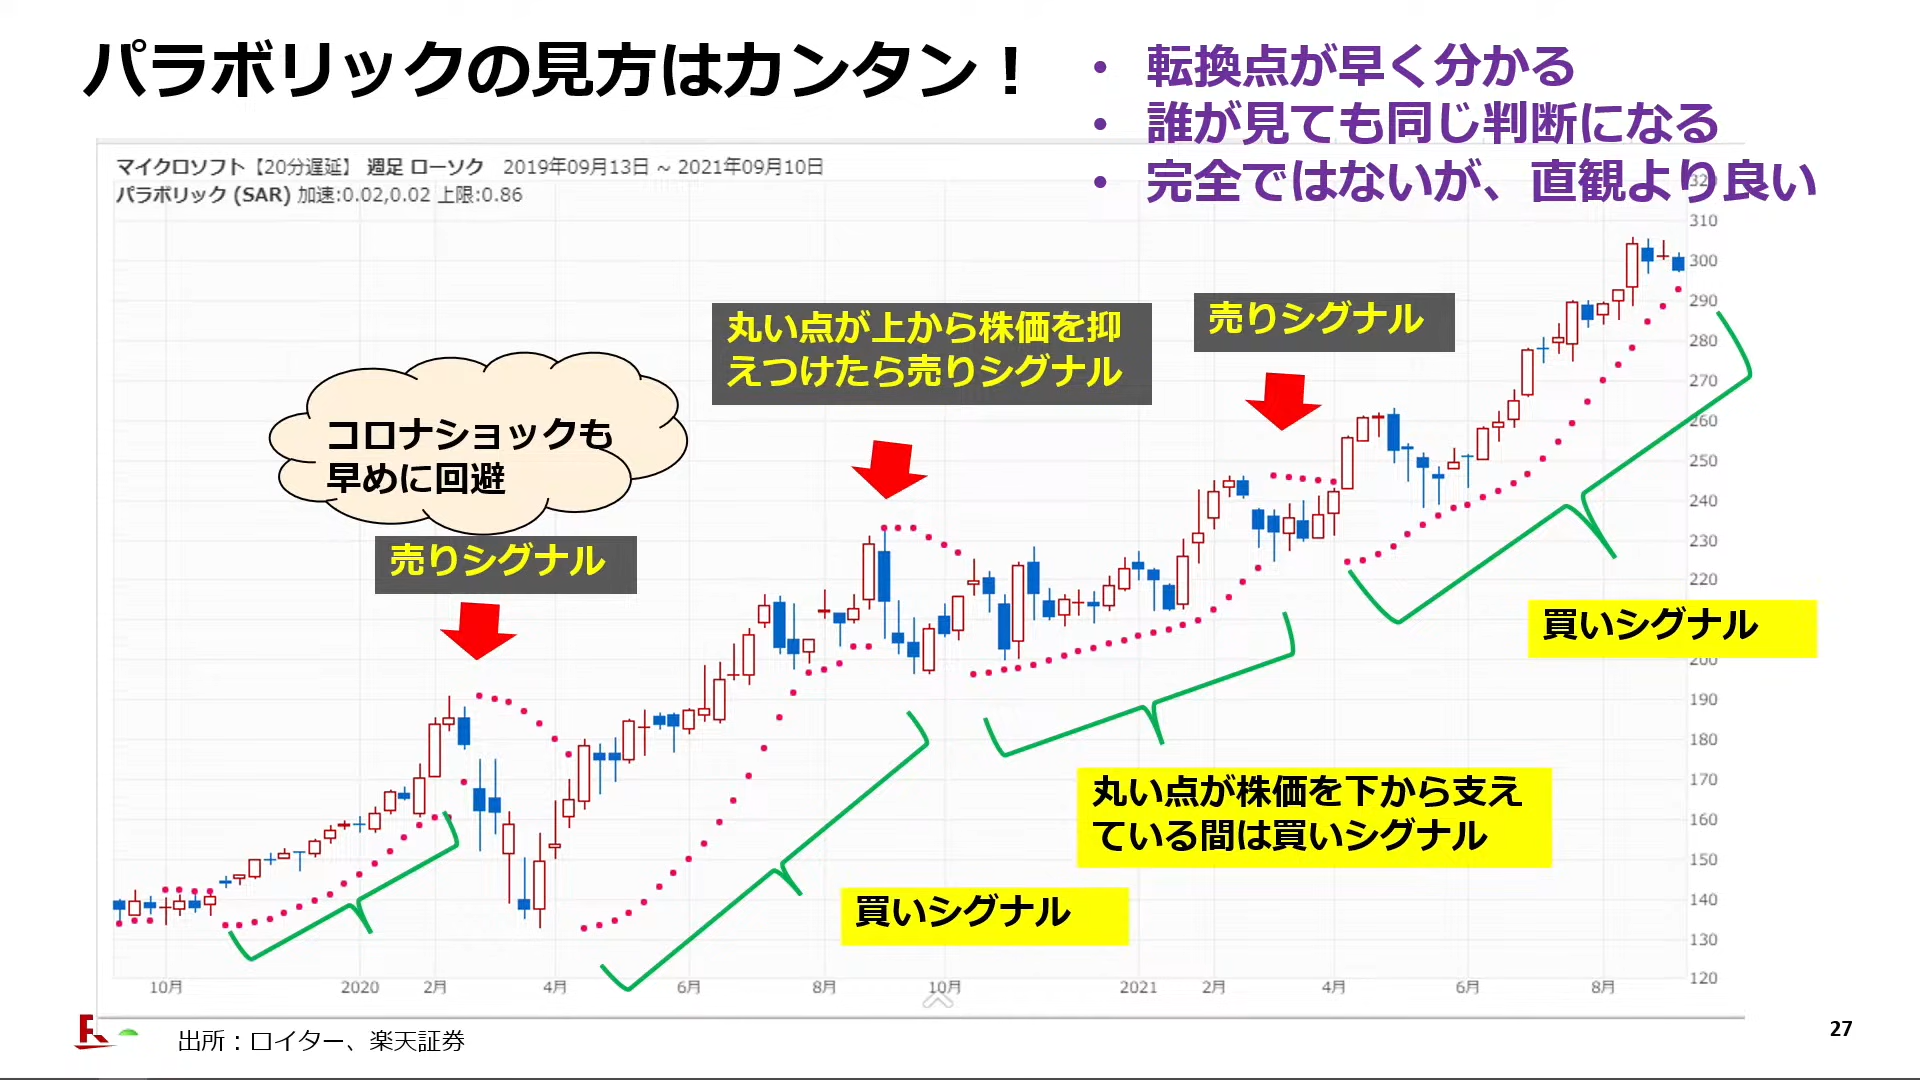 パラボリックの見方はカンタン！
• 転換点が早く分かる
• 誰が見ても同じ判断になる
• 完全ではないが、直観より良い
マイクロソフト【20分遅延】 週足 ローソク 2019年09月13日 ~ 2021年09月10日
パラボリック (SAR) 加速:0.02,0.02 上限:0.86
コロナショックも
早めに回避
売りシグナル
丸い点が上から株価を抑
えつけたら売りシグナル
売りシグナル
買いシグナル
丸い点が株価を下から支え
ている間は買いシグナル
買いシグナル
320
310
300
290
280
270
260
250
240
230
220
200
190
180
170
160
150
140
130
120
10月 2020 2月 4月 6月 8月 10月 2021 2月 4月 6月 8月
R
出所：ロイター、楽天証券
27